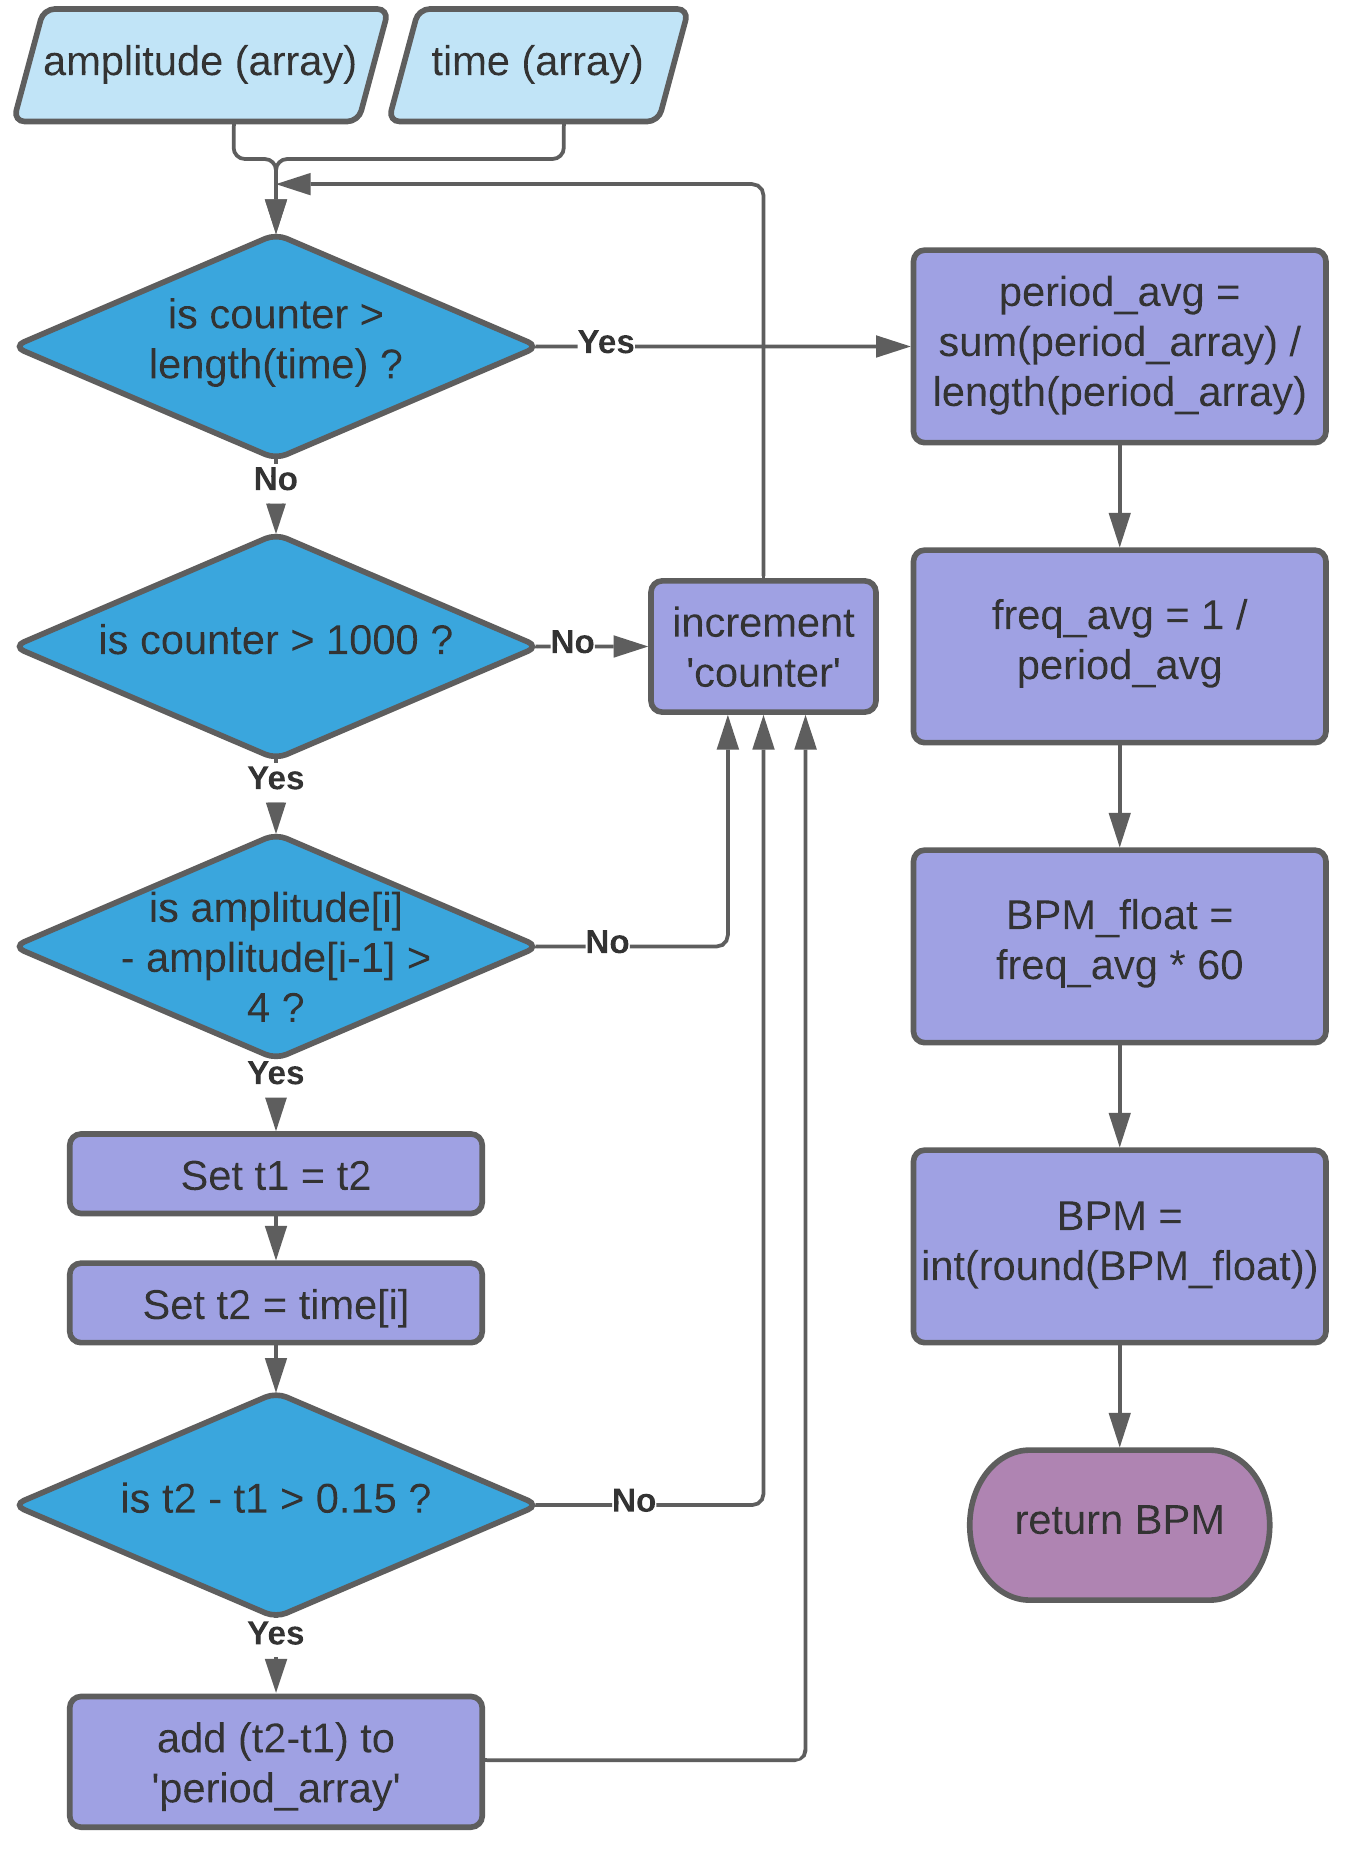 amplitude (array)
time (array)
is counter >
length(time) ?
Yes
No
is counter > 1000 ?
No
Yes
increment
'counter'
is amplitude[i]
- amplitude[i-1] >
4 ?
No
Yes
Set t1 = t2
Set t2 = time[i]
is t2 - t1 > 0.15 ?
No
Yes
add (t2-t1) to
'period_array'
period_avg =
sum(period_array) /
length(period_array)
freq_avg = 1 /
period_avg
BPM_float =
freq_avg * 60
BPM =
int(round(BPM_float))
return BPM